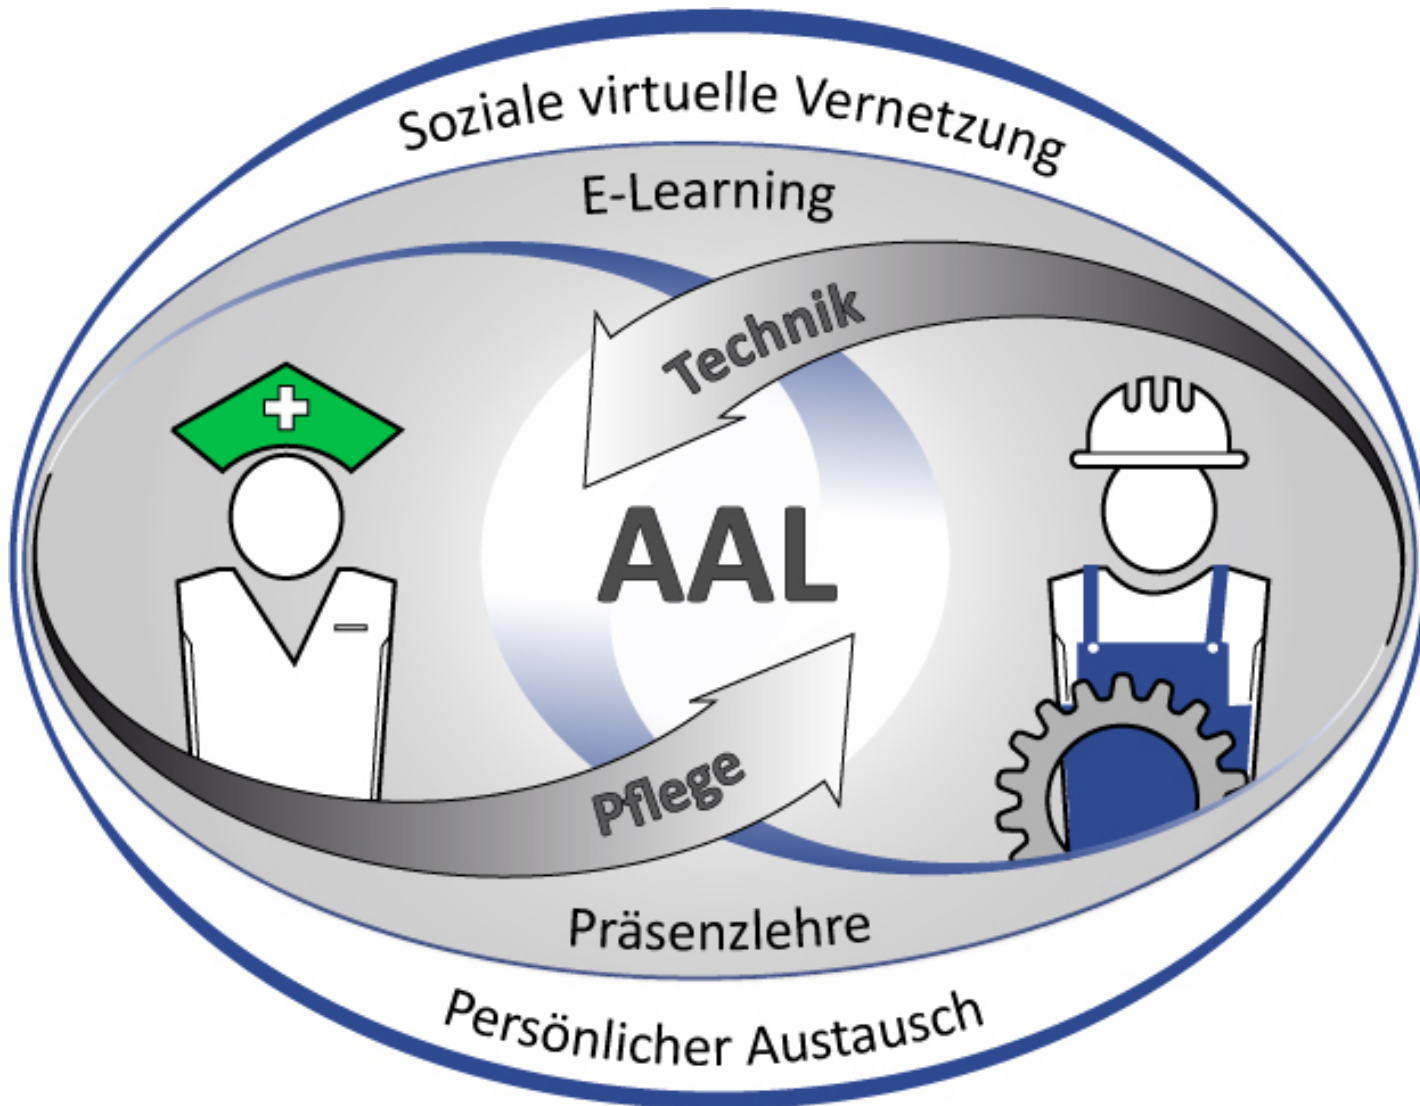 Soziale virtuelle Vernetzung
E-Learning
Technik
AAL
Pflege
Präsenzlehre
Persönlicher Austausch